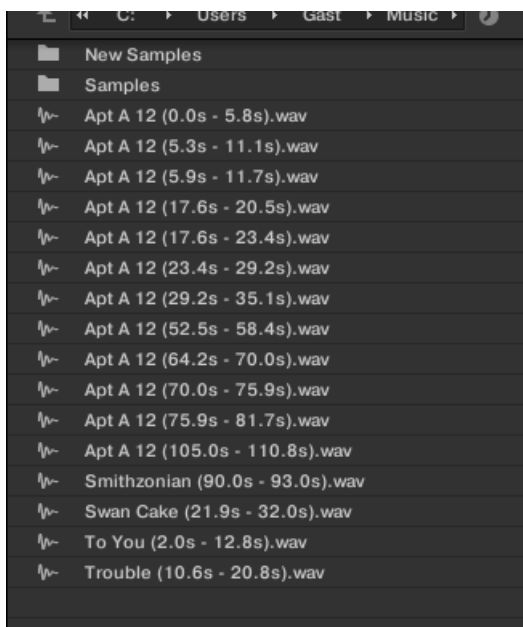 C: Users Gast Music
New Samples
Samples
Apt A 12 (0.0s - 5.8s).wav
Apt A 12 (5.3s - 11.1s).wav
Apt A 12 (5.9s - 11.7s).wav
Apt A 12 (17.6s - 20.5s).wav
Apt A 12 (17.6s - 23.4s).wav
Apt A 12 (23.4s - 29.2s).wav
Apt A 12 (29.2s - 35.1s).wav
Apt A 12 (52.5s - 58.4s).wav
Apt A 12 (64.2s - 70.0s).wav
Apt A 12 (70.0s - 75.9s).wav
Apt A 12 (75.9s - 81.7s).wav
Apt A 12 (105.0s - 110.8s).wav
Smithzonian (90.0s - 93.0s).wav
Swan Cake (21.9s - 32.0s).wav
To You (2.0s - 12.8s).wav
Trouble (10.6s - 20.8s).wav